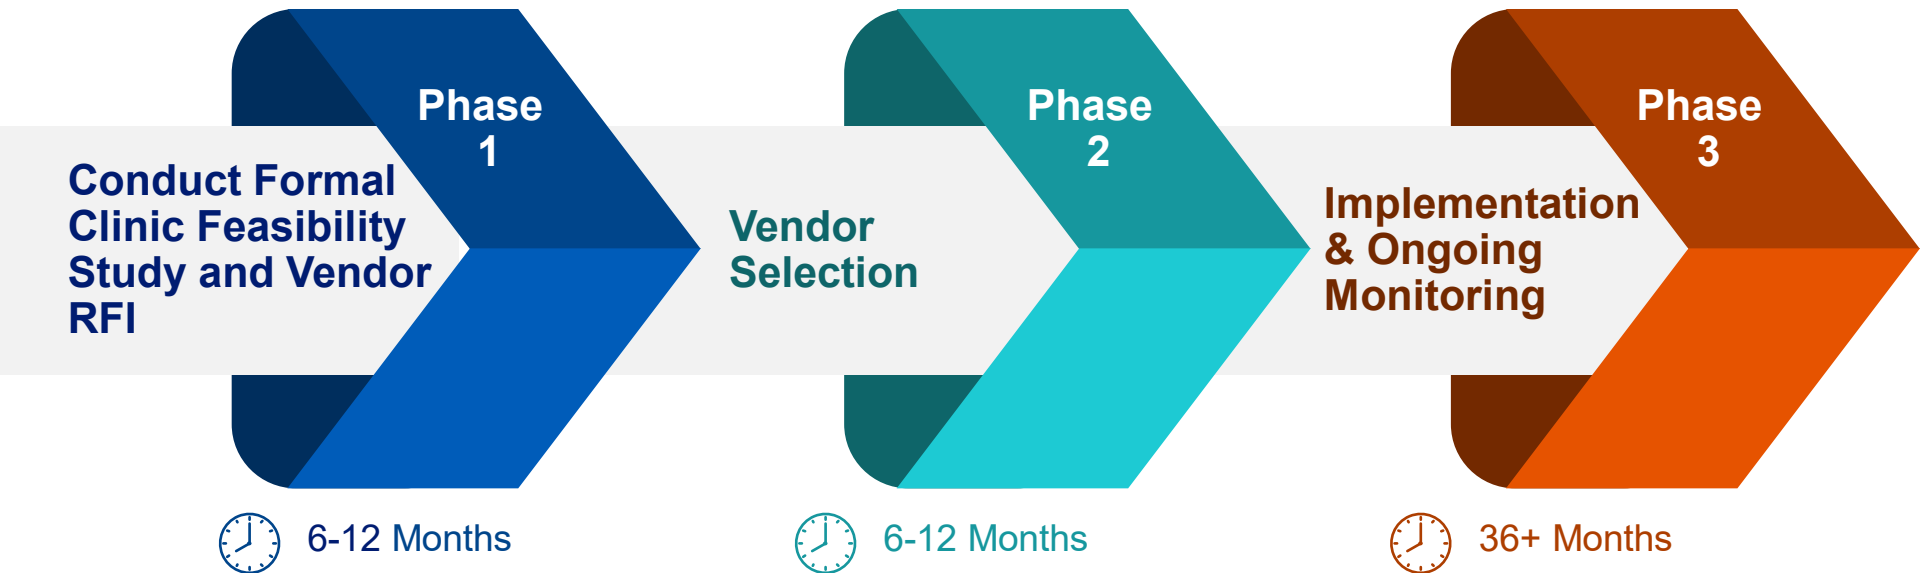 Phase
1
Conduct Formal
Clinic Feasibility
Study and Vendor
RFI
6-12 Months
Phase
2
Vendor
Selection
6-12 Months
Phase
3
Implementation
& Ongoing
Monitoring
36+ Months